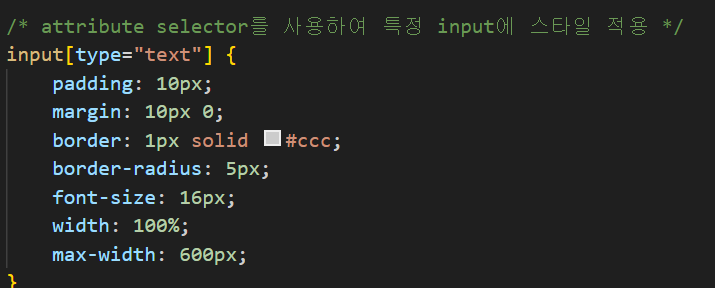 /* attribute selector를 사용하여 특정 input에 스타일 적용 */
input[type="text"] {
    padding: 10px;
    margin: 10px 0;
    border: 1px solid #ccc;
    border-radius: 5px;
    font-size: 16px;
    width: 100%;
    max-width: 600px;
}